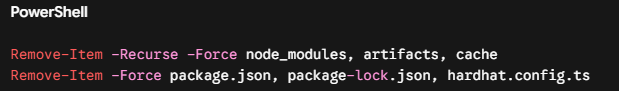 PowerShell
Remove-Item -Recurse -Force node_modules, artifacts, cache
Remove-Item -Force package.json, package-lock.json, hardhat.config.ts